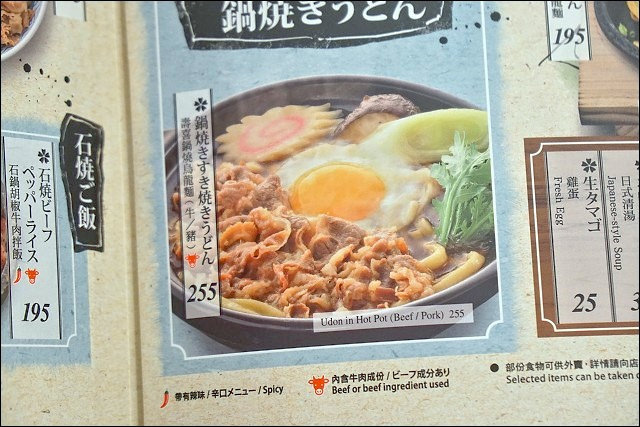 鍋焼きうどん
195
石焼ご飯
✽石焼ビーフ
ペッパーライス
石鍋胡椒牛肉拌飯
195
✽鍋焼きすき焼きうどん
壽喜鍋燒烏龍麵（牛／豬）
255
Udon in Hot Pot (Beef / Pork) 255
日式清湯
Japanese-style Soup
✽生タマゴ
雞蛋
Fresh Egg
25
帶有辣味 / 辛口メニュー / Spicy
內含牛肉成份 / ビーフ成分あり
Beef or beef ingredient used
● 部份食物可供外賣，詳情請向店
Selected items can be taken